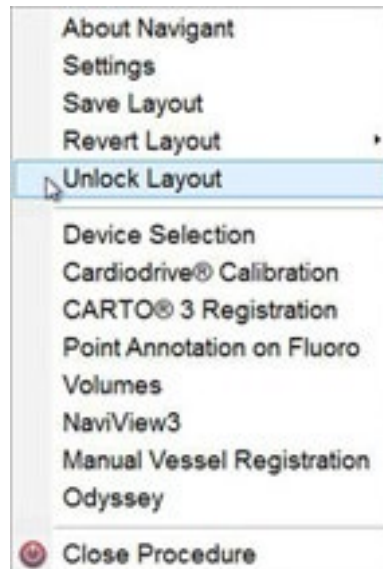 About Navigant
Settings
Save Layout
Revert Layout
Unlock Layout
Device Selection
Cardiodrive® Calibration
CARTO® 3 Registration
Point Annotation on Fluoro
Volumes
NaviView3
Manual Vessel Registration
Odyssey
Close Procedure